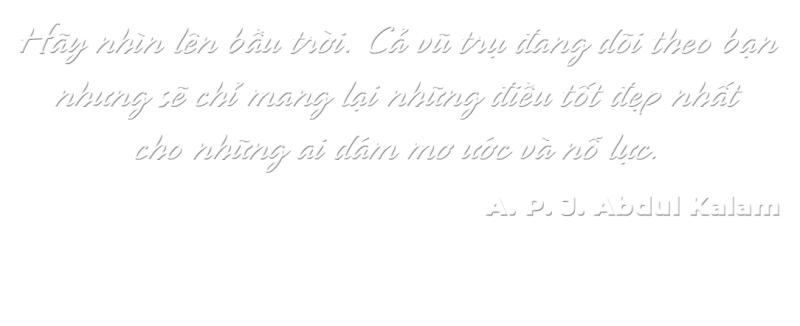 Hãy nhìn lên bầu trời. Cả vũ trụ đang dõi theo bạn
nhưng sẽ chỉ mang lại những điều tốt đẹp nhất
cho những ai dám mơ ước và nỗ lực.
A. P. J. Abdul Kalam